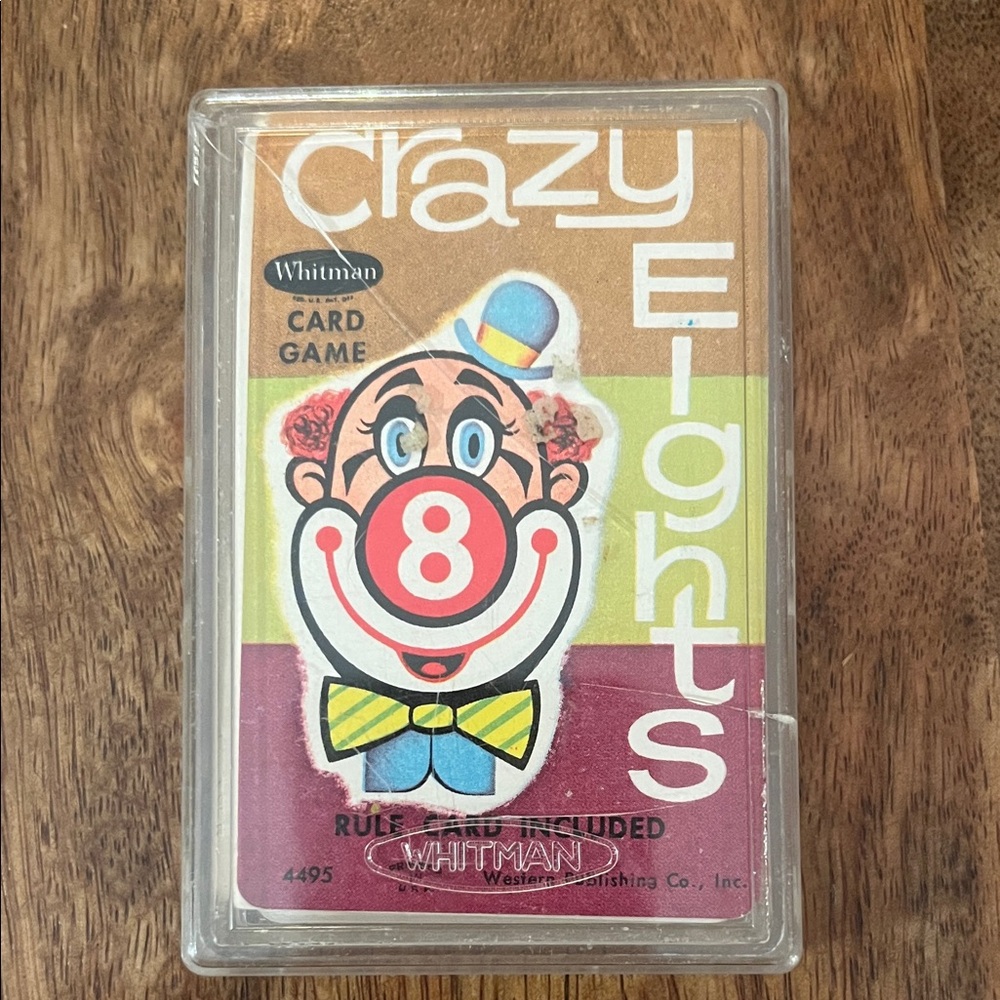 Crazy
Eights
Whitman
CARD
GAME
8
RULE CARD INCLUDED
WHITMAN
4495
Western Publishing Co., Inc.